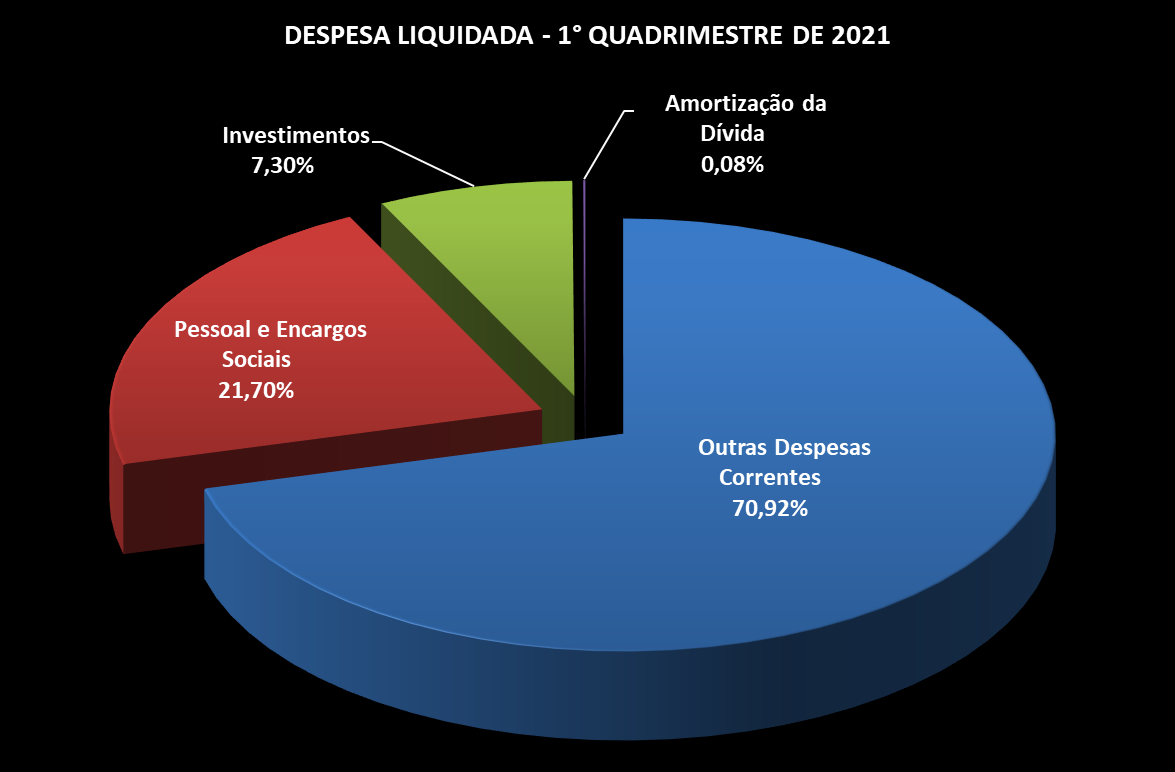 DESPESA LIQUIDADA - 1° QUADRIMESTRE DE 2021
Amortização da
Dívida
0,08%
Investimentos
7,30%
Pessoal e Encargos
Sociais
21,70%
Outras Despesas
Correntes
70,92%